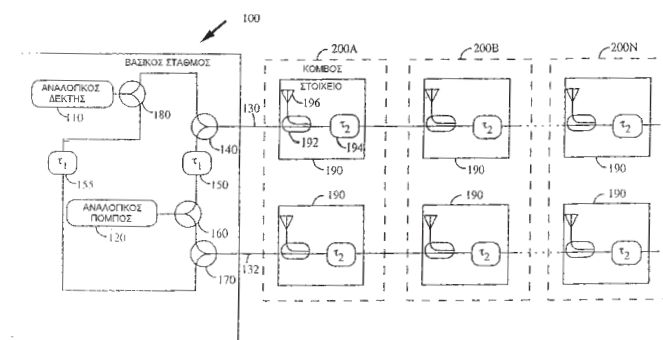 100
ΒΑΣΙΚΟΣ ΣΤΑΘΜΟΣ
200A
200B
200N
ΚΟΜΒΟΣ
ΣΤΟΙΧΕΙΟ
ΑΝΑΛΟΓΙΚΟΣ
ΔΕΚΤΗΣ
110
180
130
196
192
τ2
194
τ2
τ2
140
190
190
190
τ1
155
τ1
150
ΑΝΑΛΟΓΙΚΟΣ
ΠΟΜΠΟΣ
120
160
190
190
190
170
132
τ2
τ2
τ2